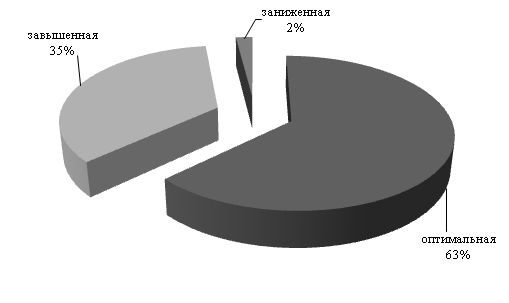 заниженная
2%
завышенная
35%
оптимальная
63%